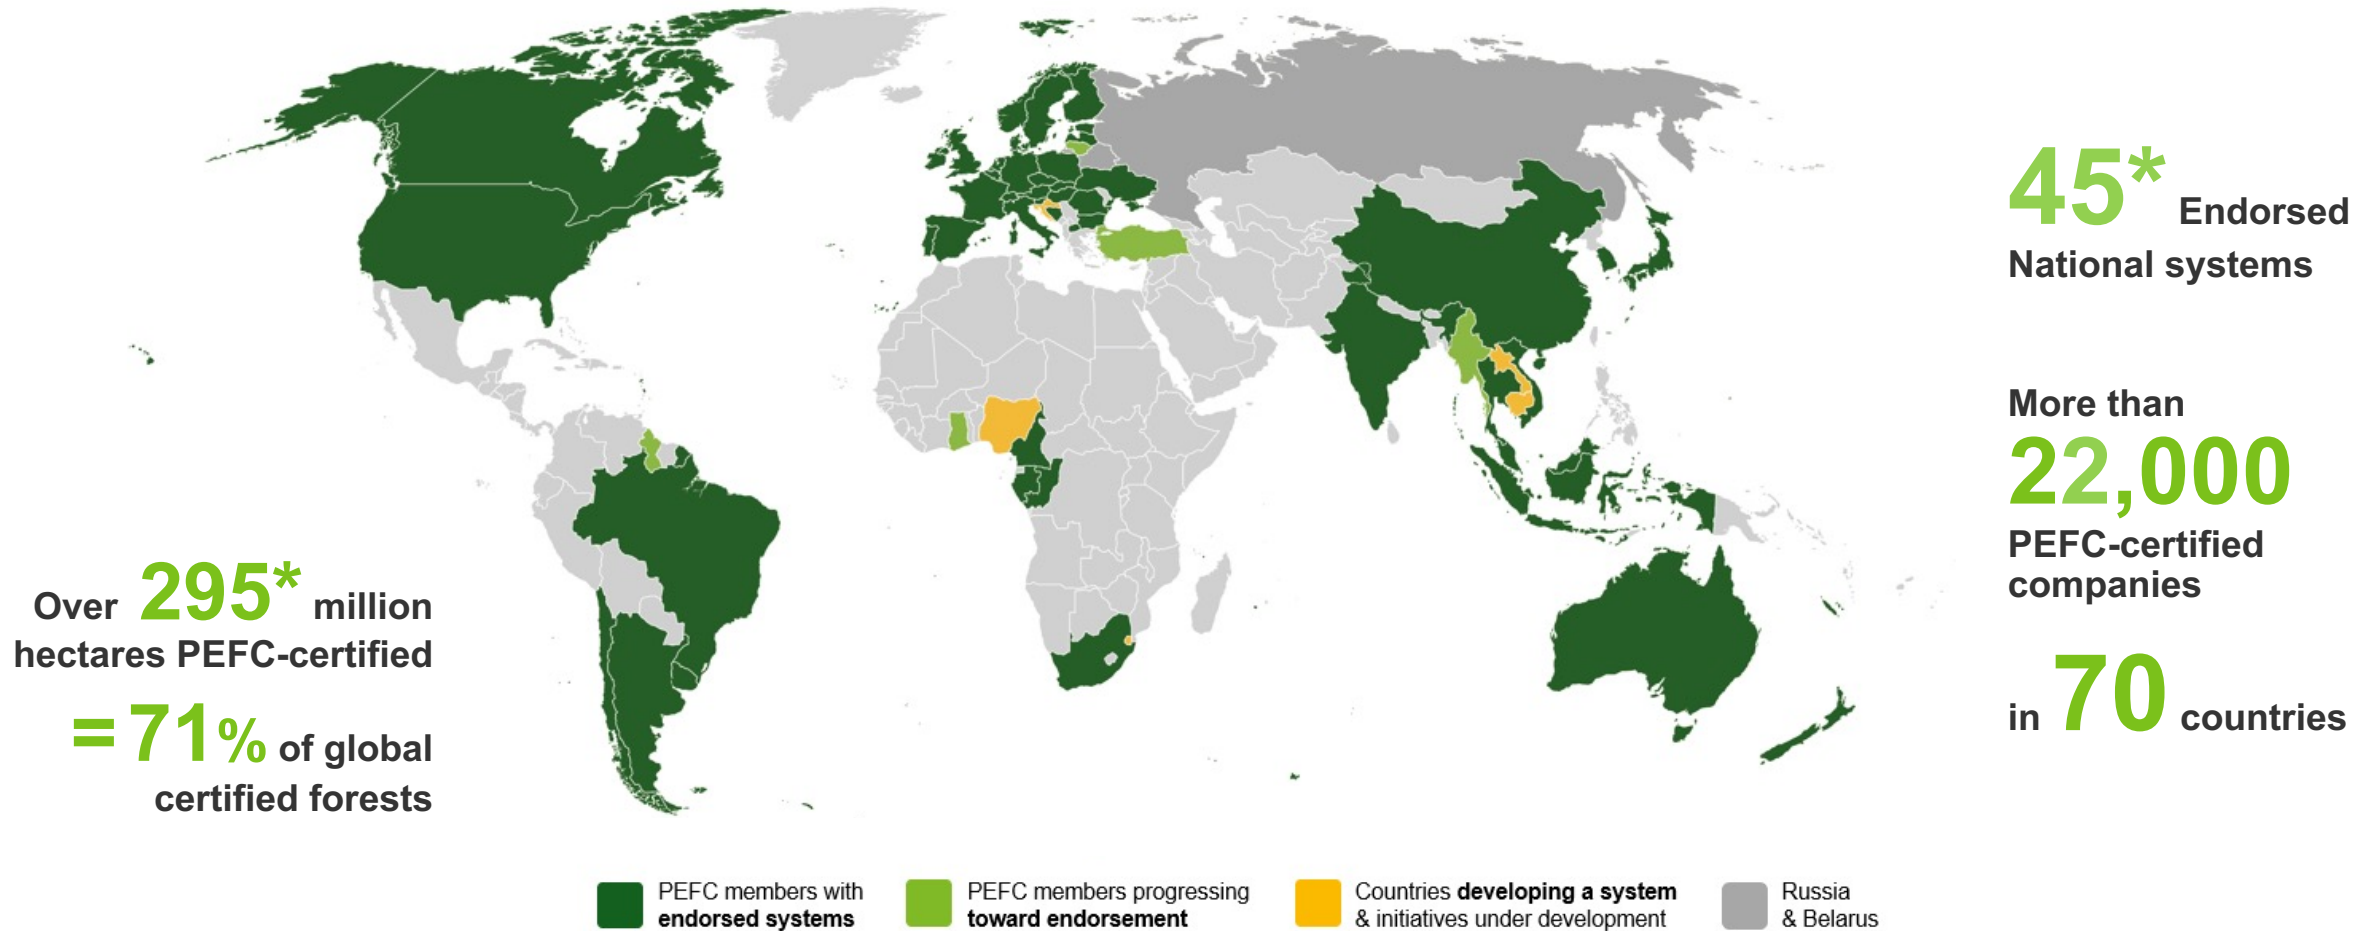 Over 295* million
hectares PEFC-certified
= 71% of global
certified forests
45* Endorsed
National systems
More than
22,000
PEFC-certified
companies
in 70 countries
PEFC members with
endorsed systems
PEFC members progressing
toward endorsement
Countries developing a system
& initiatives under development
Russia
& Belarus